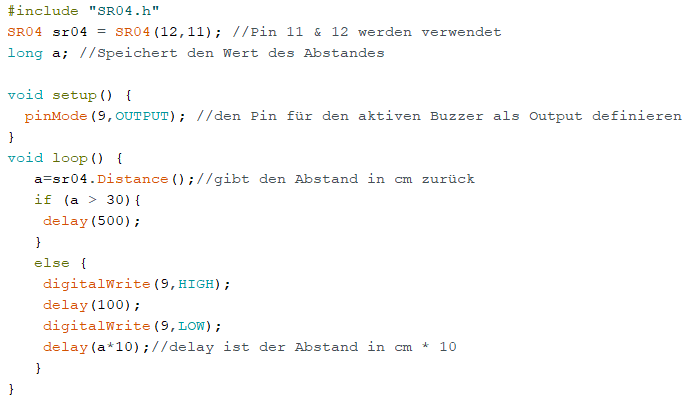 #include "SR04.h"
SR04 sr04 = SR04(12,11); //Pin 11 & 12 werden verwendet
long a; //Speichert den Wert des Abstandes

void setup() {
  pinMode(9,OUTPUT); //den Pin für den aktiven Buzzer als Output definieren
}
void loop() {
   a=sr04.Distance();//gibt den Abstand in cm zurück
   if (a > 30){
    delay(500);
   }
   else {
    digitalWrite(9,HIGH);
    delay(100);
    digitalWrite(9,LOW);
    delay(a*10);//delay ist der Abstand in cm * 10
   }
}